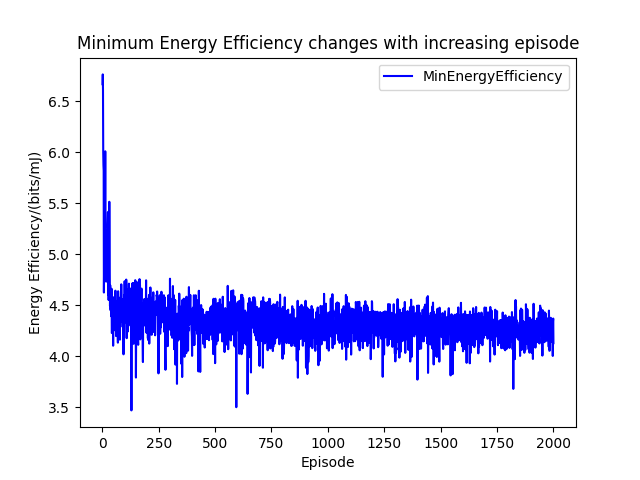 Minimum Energy Efficiency changes with increasing episode
MinEnergyEfficiency
Energy Efficiency/(bits/mJ)
6.5
6.0
5.5
5.0
4.5
4.0
3.5
0 250 500 750 1000 1250 1500 1750 2000
Episode